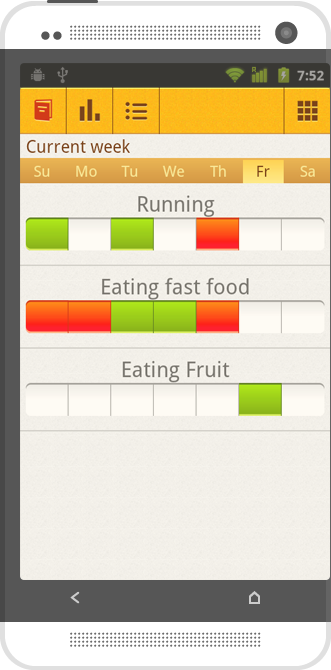 R
7:52
Current week
Su Mo Tu We Th Fr Sa
Running
Eating fast food
Eating Fruit